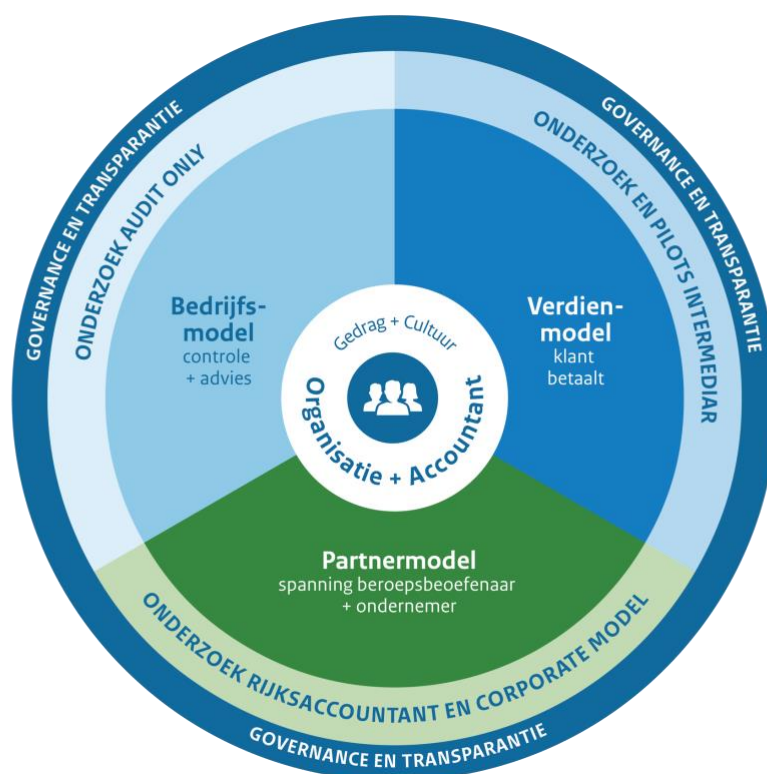 GOVERNANCE EN TRANSPARANTIE
GOVERNANCE EN TRANSPARANTIE
ONDERZOEK AUDIT ONLY
ONDERZOEK EN PILOTS INTERMEDIAR
Bedrijfs-
model
controle
+ advies
Verdien-
model
klant
betaalt
Gedrag + Cultuur
Organisatie + Accountant
Partnermodel
spanning beroepsbeoefenaar
+ ondernemer
ONDERZOEK RIJKSACCOUNTANT EN CORPORATE MODEL
GOVERNANCE EN TRANSPARANTIE